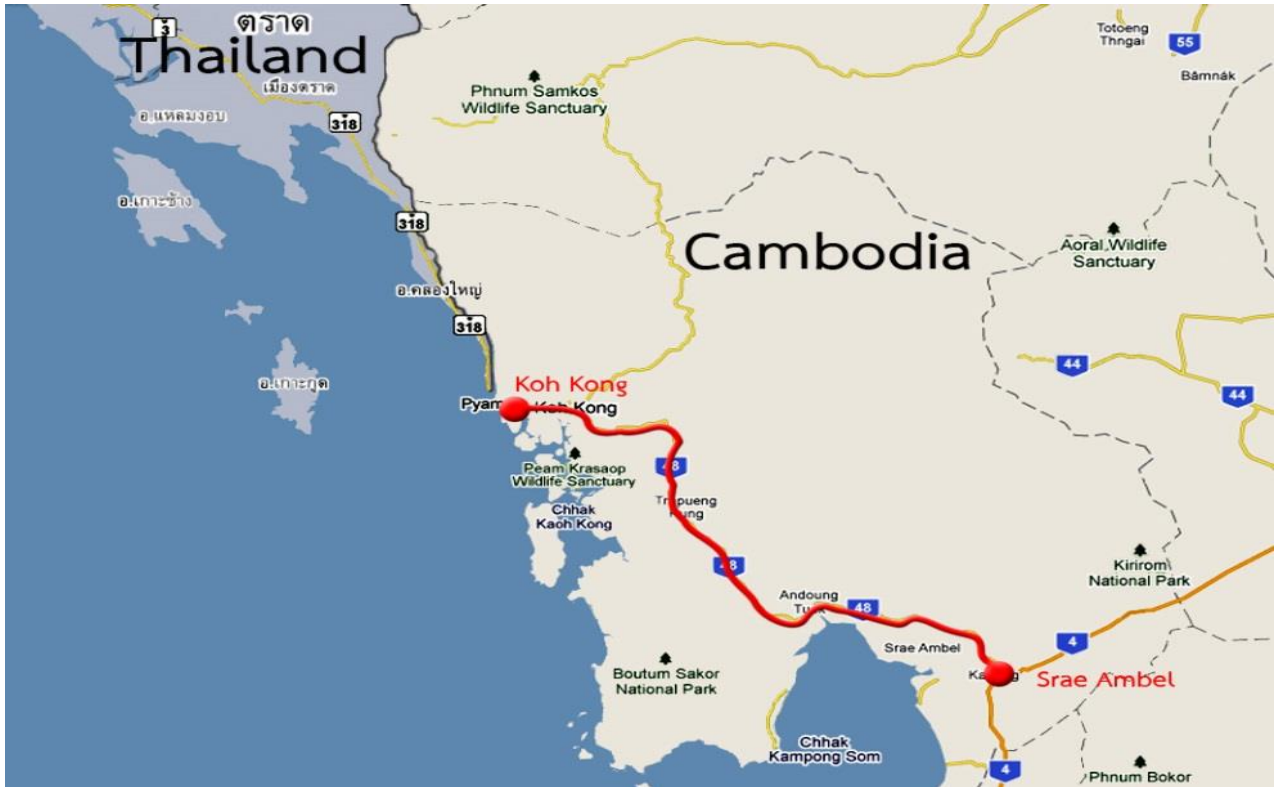 ตราด
3
Thailand
เมืองตราด
อ.แหลมงอบ
318
อ.เกาะช้าง
318
อ.คลองใหญ่
318
อ.เกาะกูด
Phnum Samkos
Wildlife Sanctuary
Totoeng
Thngai
55
Bâmnák
Cambodia
Aoral Wildlife
Sanctuary
44
44
Koh Kong
Koh Kong
Peam Krasaop
Wildlife Sanctuary
Chhak
Kaoh Kong
48
48
Andoung
48
Srae Ambel
Kirirom
National Park
4
Srae Ambel
Boutum Sakor
National Park
Chhak
Kampong Som
4
Phnum Bokor